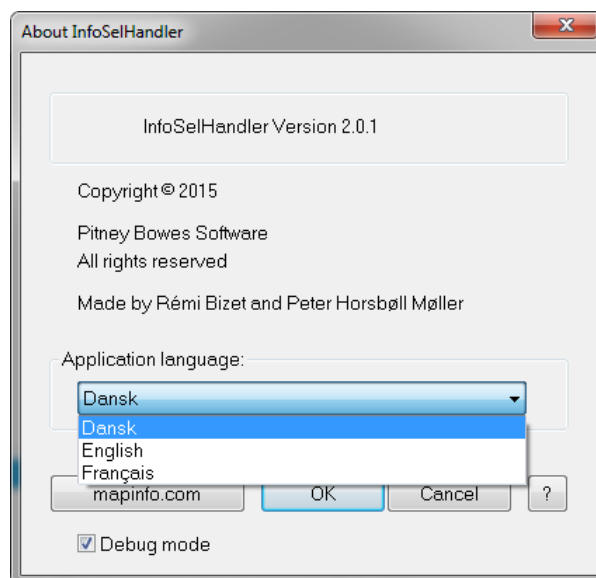 About InfoSelHandler
InfoSelHandler Version 2.0.1
Copyright © 2015
Pitney Bowes Software
All rights reserved
Made by Rémi Bizet and Peter Horsbøll Møller
Application language:
Dansk
Dansk
English
Français
mapinfo.com OK Cancel ?
Debug mode